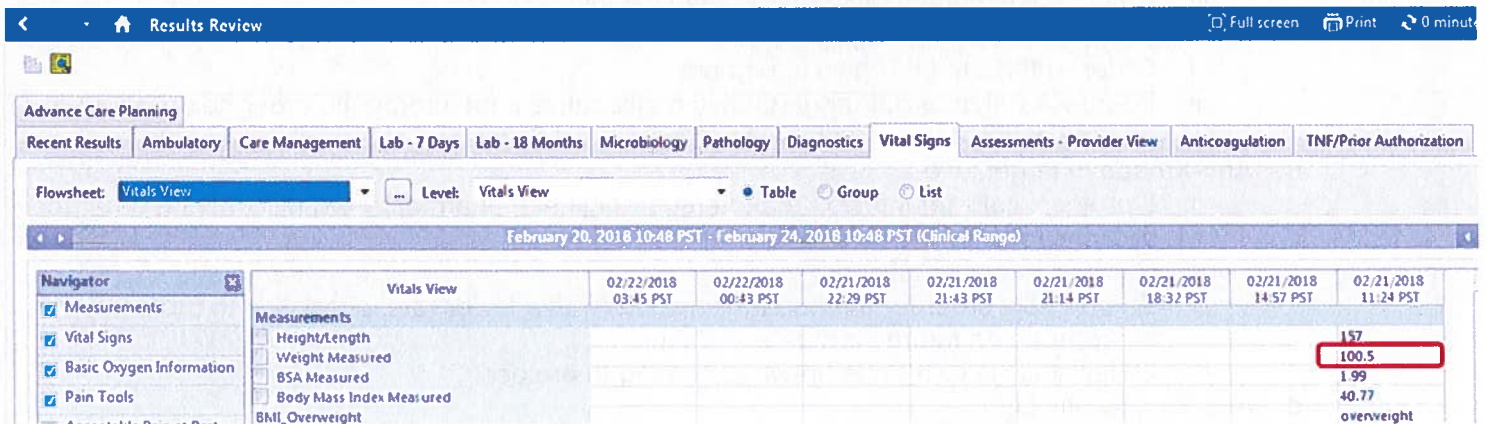 Results Review Full screen Print 0 minute
Advance Care Planning
Recent Results Ambulatory Care Management Lab - 7 Days Lab - 18 Months Microbiology Pathology Diagnostics Vital Signs Assessments - Provider View Anticoagulation TNF/Prior Authorization
Flowsheet: Vitals View ... Level: Vitals View Table Group List
February 20, 2018 10:48 PST - February 24, 2018 10:48 PST (Clinical Range)
Navigator
Measurements
Vital Signs
Basic Oxygen Information
Pain Tools
Vitals View 02/22/2018 02/22/2018 02/21/2018 02/21/2018 02/21/2018 02/21/2018 02/21/2018 02/21/2018
03:45 PST 00:43 PST 22:29 PST 21:43 PST 21:14 PST 18:32 PST 14:57 PST 11:24 PST
Measurements
Height/Length 157
Weight Measured 100.5
BSA Measured 1.99
Body Mass Index Measured 40.77
BMI_Overweight overweight